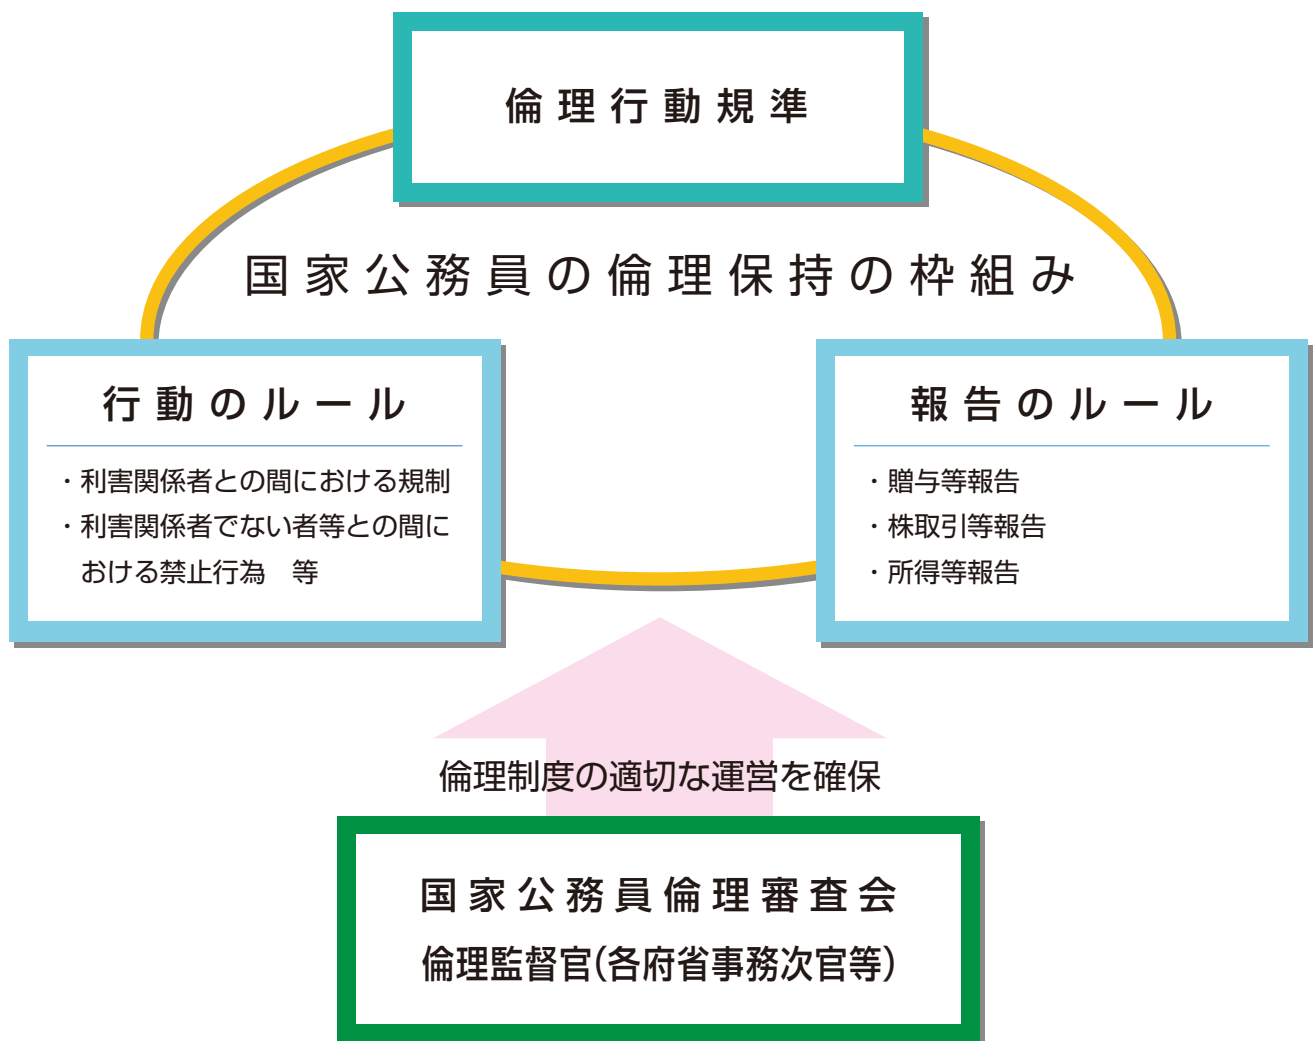 倫理行動規準
国家公務員の倫理保持の枠組み
行動のルール
・利害関係者との間における規制
・利害関係者でない者等との間に
おける禁止行為　等
報告のルール
・贈与等報告
・株取引等報告
・所得等報告
倫理制度の適切な運営を確保
国家公務員倫理審査会
倫理監督官(各府省事務次官等)